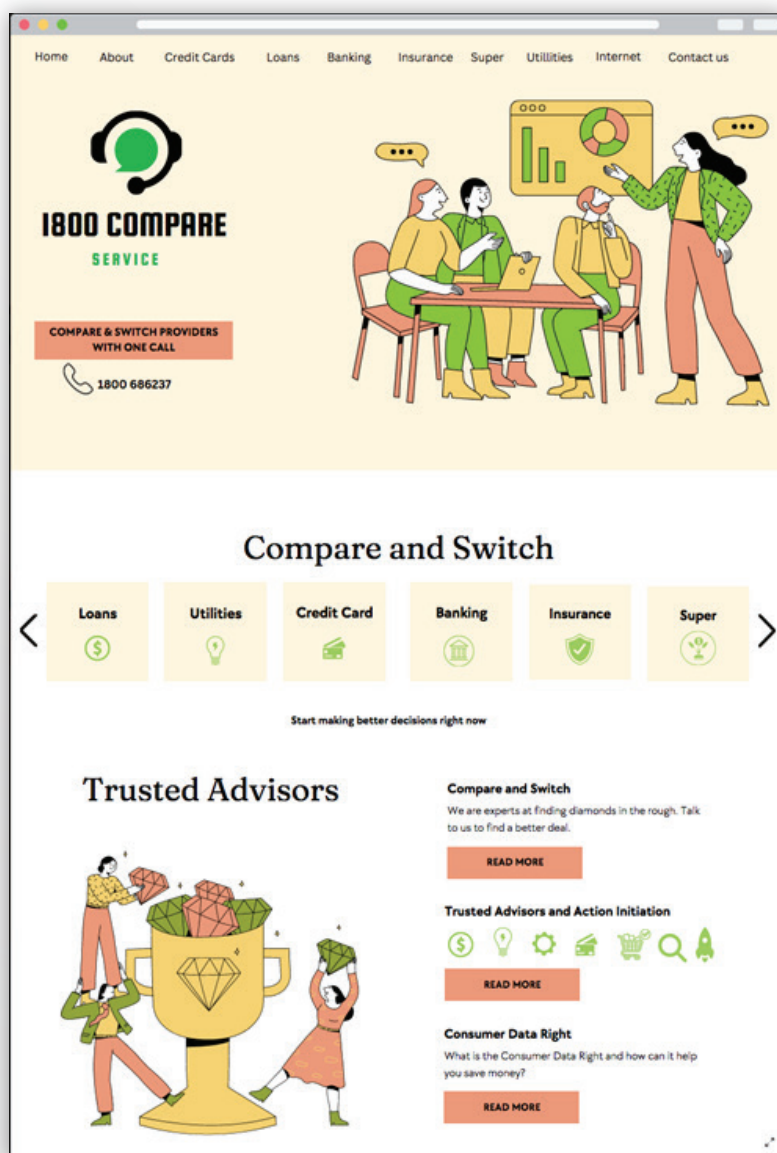 Home About Credit Cards Loans Banking Insurance Super Utillities Internet Contact us
1800 COMPARE
SERVICE
COMPARE & SWITCH PROVIDERS
WITH ONE CALL
1800 686237
Compare and Switch
Loans Utilities Credit Card Banking Insurance Super
Start making better decisions right now
Trusted Advisors
Compare and Switch
We are experts at finding diamonds in the rough. Talk
to us to find a better deal.
READ MORE
Trusted Advisors and Action Initiation
READ MORE
Consumer Data Right
What is the Consumer Data Right and how can it help
you save money?
READ MORE